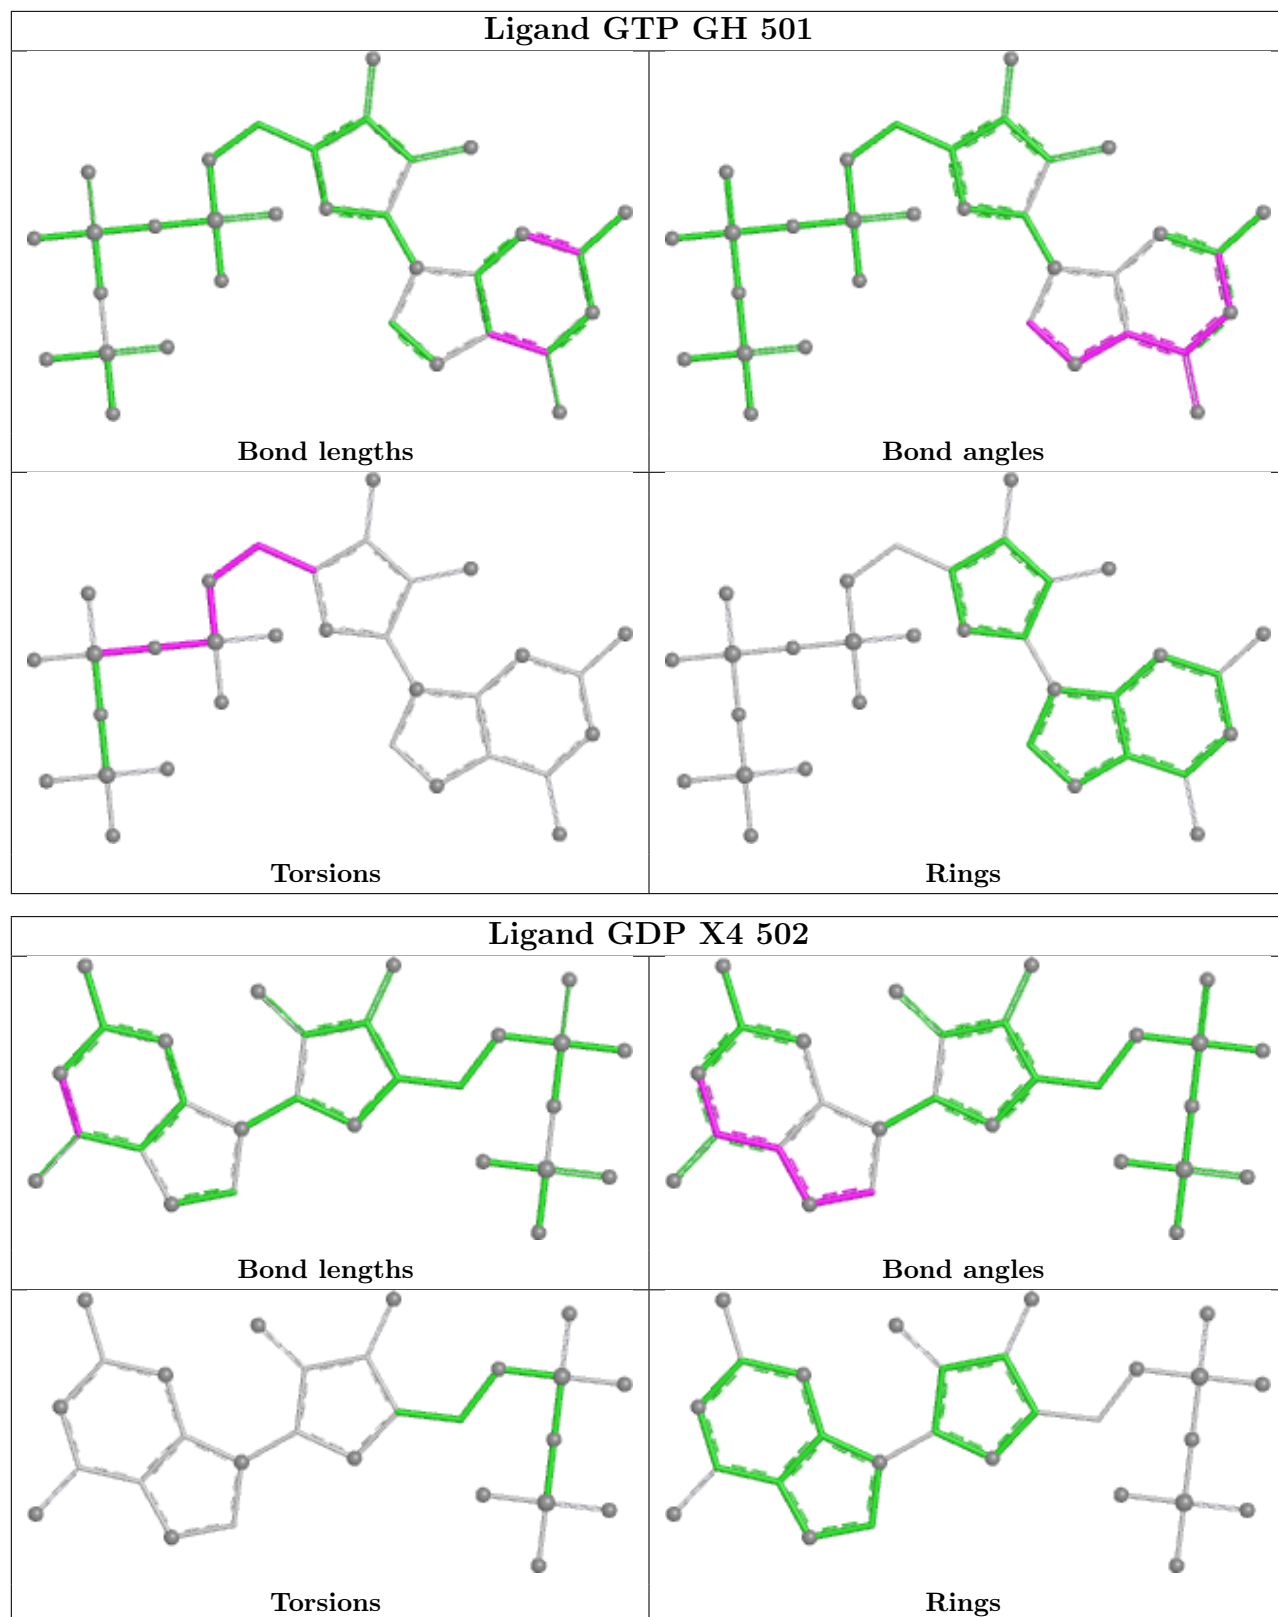 Ligand GTP GH 501
Bond lengths
Bond angles
Torsions
Rings
Ligand GDP X4 502
Bond lengths
Bond angles
Torsions
Rings